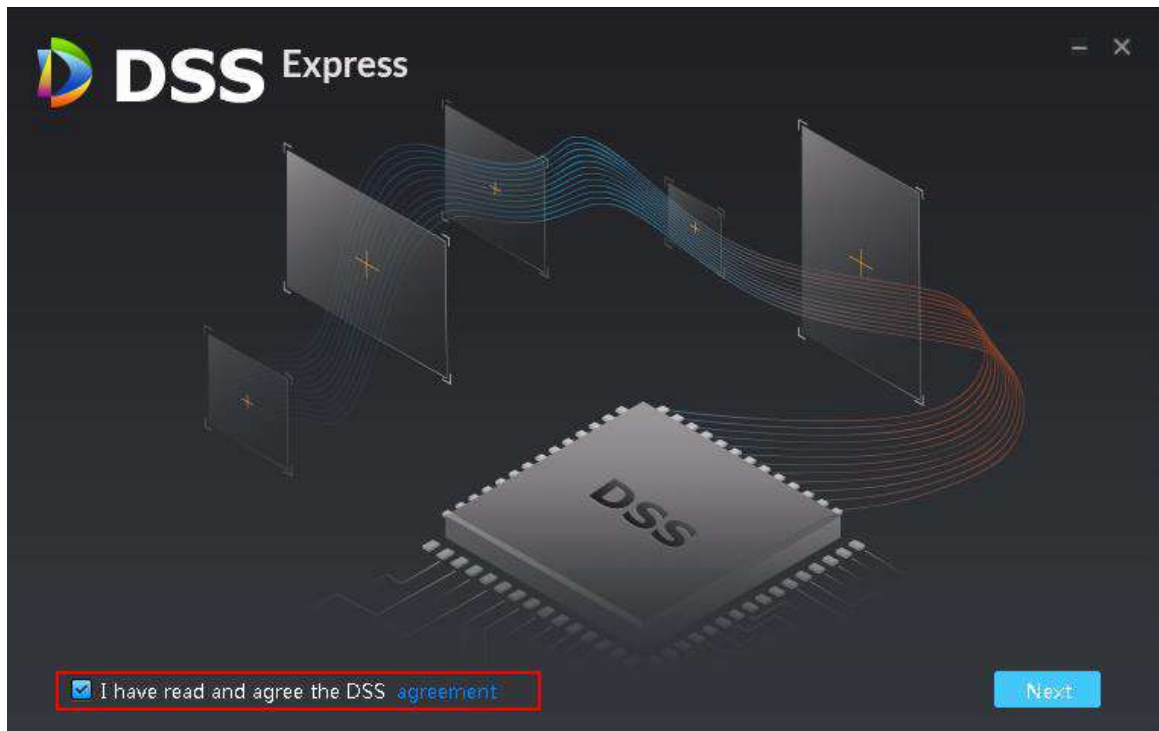 DSS Express
DSS
I have read and agree the DSS agreement
Next